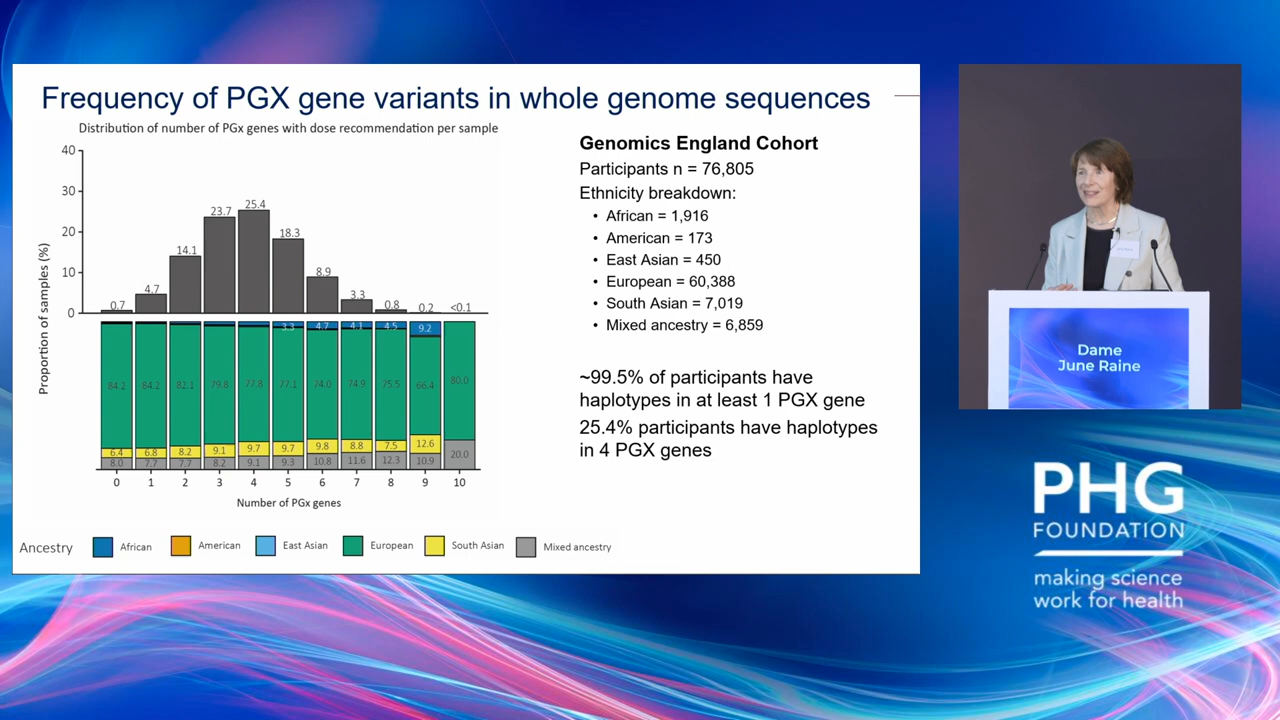 Frequency of PGX gene variants in whole genome sequences
Distribution of number of PGx genes with dose recommendation per sample
Proportion of samples (%)
40
30
20
10
0
0.7
4.7
14.1
23.7
25.4
18.3
8.9
3.3
0.8
0.2
<0.1
3.3
4.7
4.1
4.5
9.2
84.2
84.2
82.1
79.8
77.8
77.1
74.0
74.9
75.5
66.4
80.0
6.4
6.8
8.2
9.1
9.7
9.7
9.8
8.8
7.5
12.6
8.0
7.7
7.7
8.2
9.1
9.3
10.8
11.6
12.3
10.9
20.0
0 1 2 3 4 5 6 7 8 9 10
Number of PGx genes
Ancestry
African
American
East Asian
European
South Asian
Mixed ancestry
Genomics England Cohort
Participants n = 76,805
Ethnicity breakdown:
• African = 1,916
• American = 173
• East Asian = 450
• European = 60,388
• South Asian = 7,019
• Mixed ancestry = 6,859
~99.5% of participants have
haplotypes in at least 1 PGX gene
25.4% participants have haplotypes
in 4 PGX genes
Dame
June Raine
PHG
FOUNDATION
making science
work for health